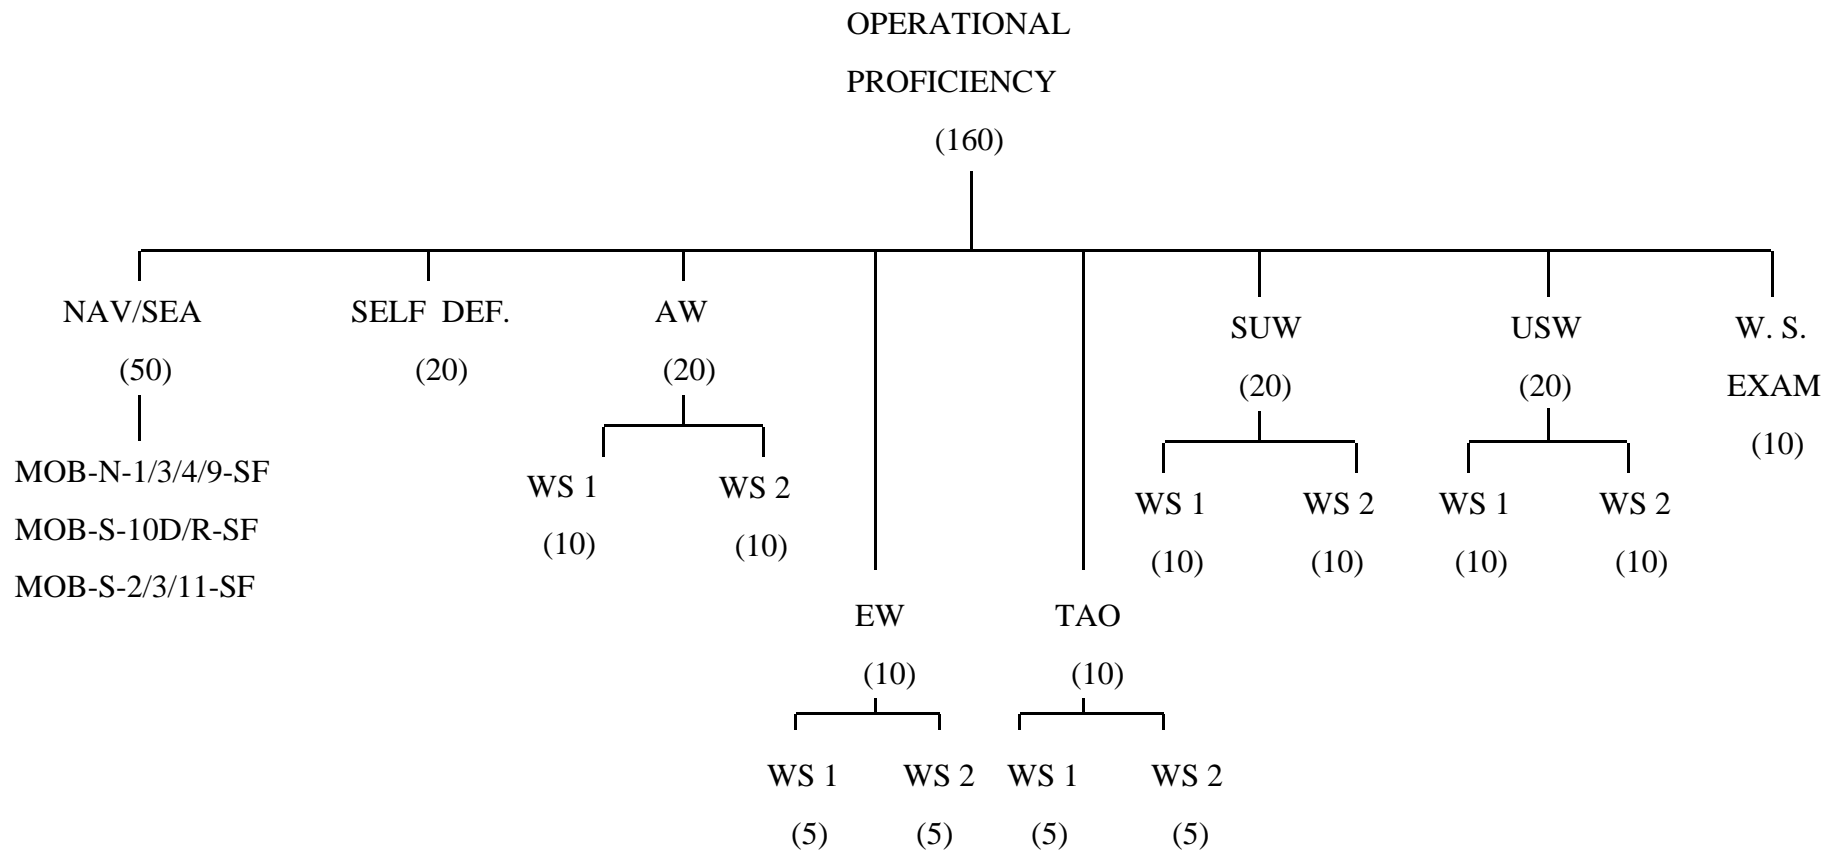 OPERATIONAL
PROFICIENCY
(160)
NAV/SEA
(50)
MOB-N-1/3/4/9-SF
MOB-S-10D/R-SF
MOB-S-2/3/11-SF
SELF DEF.
(20)
AW
(20)
WS 1
(10)
WS 2
(10)
EW
(10)
WS 1
(5)
WS 2
(5)
TAO
(10)
WS 1
(5)
WS 2
(5)
SUW
(20)
WS 1
(10)
WS 2
(10)
USW
(20)
WS 1
(10)
WS 2
(10)
W. S.
EXAM
(10)